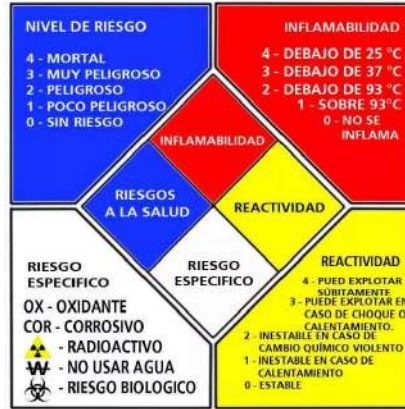 NIVEL DE RIESGO
4 - MORTAL
3 - MUY PELIGROSO
2 - PELIGROSO
1 - POCO PELIGROSO
0 - SIN RIESGO
INFLAMABILIDAD
4 - DEBAJO DE 25 °C
3 - DEBAJO DE 37 °C
2 - DEBAJO DE 93 °C
1 - SOBRE 93°C
0 - NO SE
INFLAMA
INFLAMABILIDAD
RIESGOS
A LA SALUD
REACTIVIDAD
RIESGO
ESPECIFICO
RIESGO
ESPECIFICO
OX - OXIDANTE
COR - CORROSIVO
- RADIOACTIVO
W - NO USAR AGUA
- RIESGO BIOLOGICO
REACTIVIDAD
4 - PUED EXPLOTAR
SÚBITAMENTE
3 - PUEDE EXPLOTAR EN
CASO DE CHOQUE O
CALENTAMIENTO.
2 - INESTABLE EN CASO DE
CAMBIO QUÍMICO VIOLENTO
1 - INESTABLE EN CASO DE
CALENTAMIENTO
0 - ESTABLE